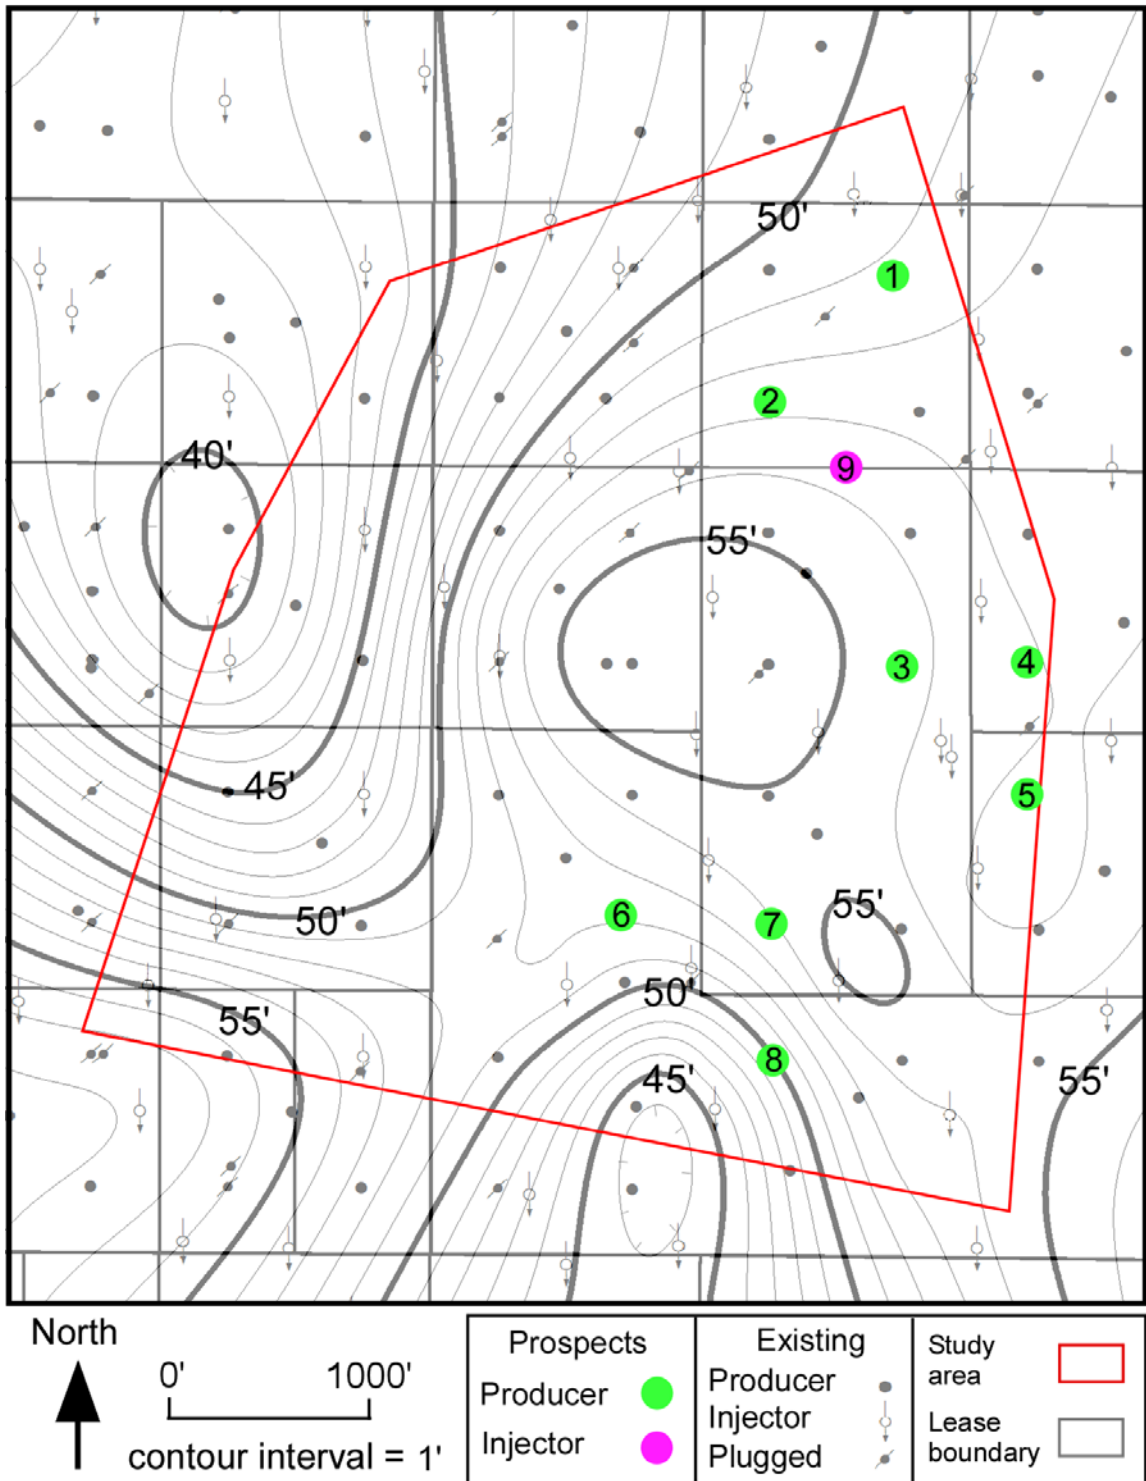 50'
1
2
40'
9
55'
3
4
45'
5
55'
50'
6
7
50'
55'
8
45'
55'
North
0' 1000'
contour interval = 1'
Prospects
Producer
Injector
Existing
Producer
Injector
Plugged
Study
area
Lease
boundary